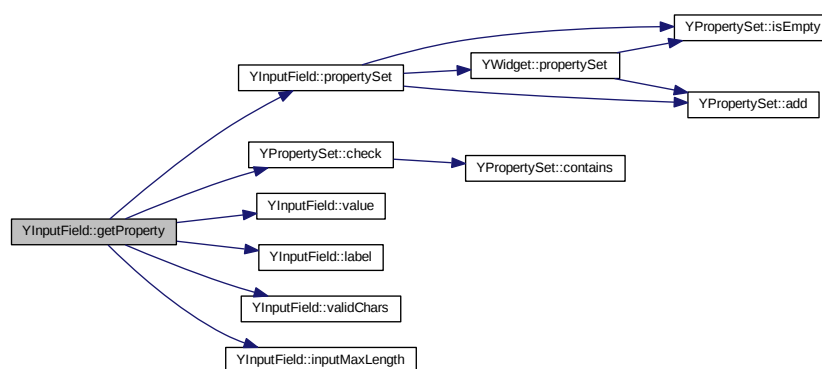 YInputField::getProperty
YInputField::propertySet
YPropertySet::check
YInputField::value
YInputField::label
YInputField::validChars
YInputField::inputMaxLength
YWidget::propertySet
YPropertySet::contains
YPropertySet::isEmpty
YPropertySet::add